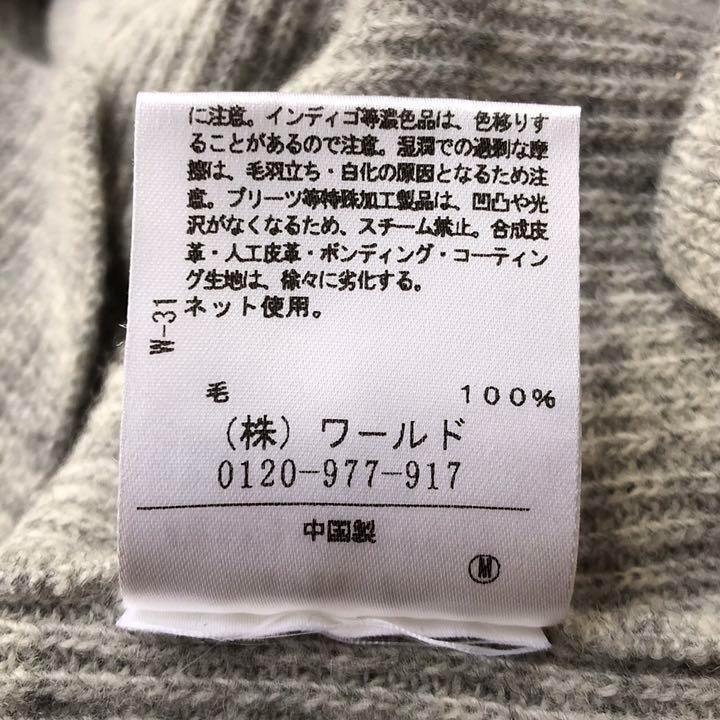 に注意。インディゴ等濃色品は、色移りす
ることがあるので注意。湿潤での過剰な摩
擦は、毛羽立ち・白化の原因となるため注
意。プリーツ等特殊加工製品は、凹凸や光
沢がなくなるため、スチーム禁止。合成皮
革・人工皮革・ボンディング・コーティン
グ生地は、徐々に劣化する。
ネット使用。
W-31
毛 100%
(株)ワールド
0120-977-917
中国製
Ⓜ